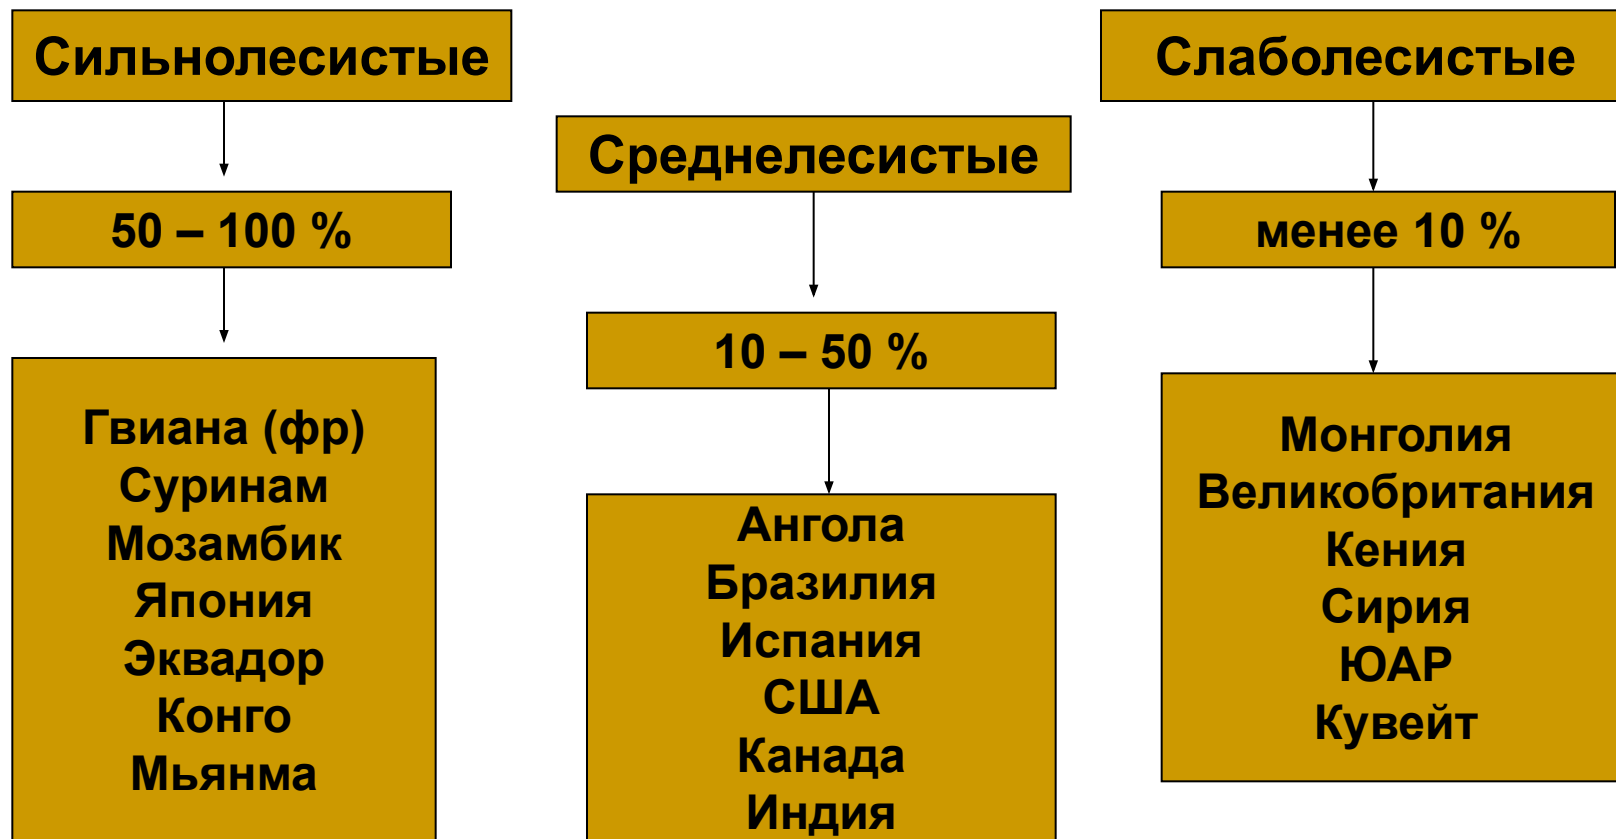 Сильнолесистые
50 – 100 %
Гвиана (фр)
Суринам
Мозамбик
Япония
Эквадор
Конго
Мьянма
Среднелесистые
10 – 50 %
Ангола
Бразилия
Испания
США
Канада
Индия
Слаболесистые
менее 10 %
Монголия
Великобритания
Кения
Сирия
ЮАР
Кувейт